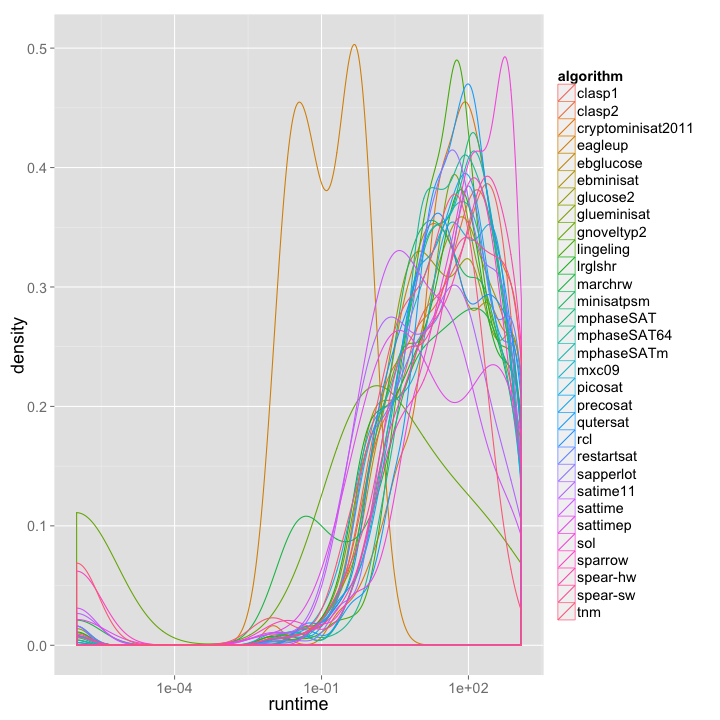 0.5
0.4
0.3
0.2
0.1
0.0
density
1e-04
1e-01
1e+02
runtime
algorithm
clasp1
clasp2
cryptominisat2011
eagleup
ebglucose
ebminisat
glucose2
glueminisat
gnoveltyp2
lingeling
lrglshr
marchrw
minisatpsm
mphaseSAT
mphaseSAT64
mphaseSATm
mxc09
picosat
precosat
qutersat
rcl
restartsat
sapperlot
satime11
sattime
sattimep
sol
sparrow
spear-hw
spear-sw
tnm